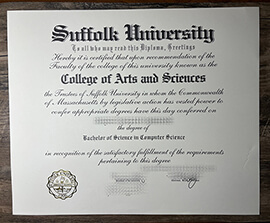 Suffolk University
To all who may read this Diploma, Greetings
Hereby it is certified that upon recommendation of the
Faculty of the college of this university known as the
College of Arts and Sciences
the Trustees of Suffolk University in whom the Commonwealth
of Massachusetts by legislative action has vested power to
confer appropriate degree have this day conferred on
the degree of
Bachelor of Science in Computer Science
in recognition of the satisfactory fulfillment of the requirements
pertaining to this degree